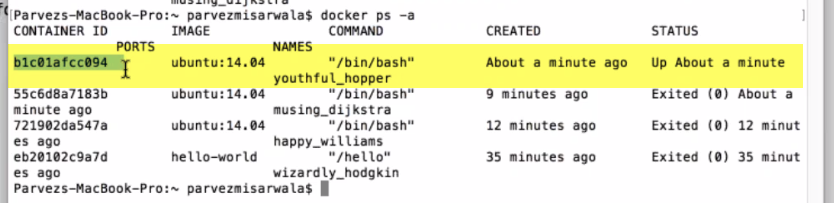 [Parvezs-MacBook-Pro:~ parvezmisarwala$ docker ps -a ]
CONTAINER ID IMAGE COMMAND CREATED STATUS
PORTS NAMES
b1c01afcc094 ubuntu:14.04 "/bin/bash" About a minute ago Up About a minute
youthful_hopper
55c6d8a7183b ubuntu:14.04 "/bin/bash" 9 minutes ago Exited (0) About a
minute ago musing_dijkstra
721902da547a ubuntu:14.04 "/bin/bash" 12 minutes ago Exited (0) 12 minut
es ago happy_williams
eb20102c9a7d hello-world "/hello" 35 minutes ago Exited (0) 35 minut
es ago wizardly_hodgkin
Parvezs-MacBook-Pro:~ parvezmisarwala$